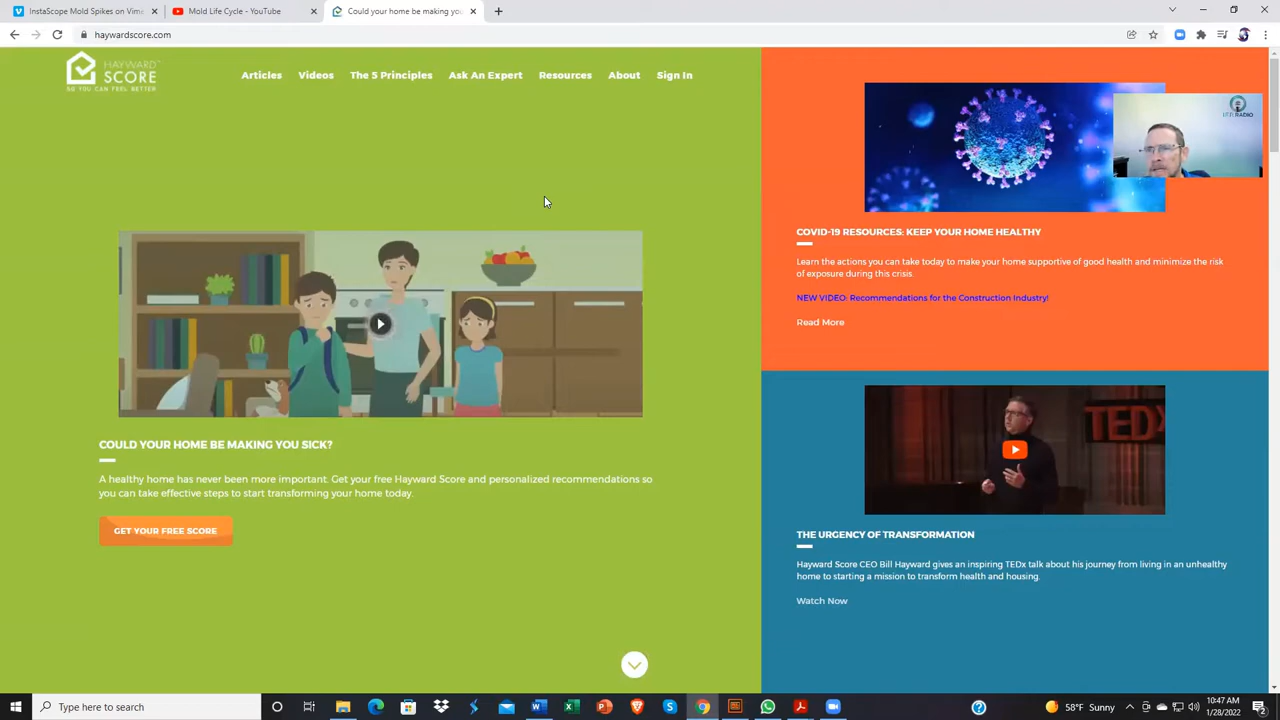 InstaScope Mold Spikes on Vimeo
Mold Life Cycle - YouTube
Could your home be making you
haywardscore.com
HAYWARD
SCORE
SO YOU CAN FEEL BETTER
Articles Videos The 5 Principles Ask An Expert Resources About Sign In
COULD YOUR HOME BE MAKING YOU SICK?
A healthy home has never been more important. Get your free Hayward Score and personalized recommendations so
you can take effective steps to start transforming your home today.
GET YOUR FREE SCORE
RADIO
COVID-19 RESOURCES: KEEP YOUR HOME HEALTHY
Learn the actions you can take today to make your home supportive of good health and minimize the risk
of exposure during this crisis.
NEW VIDEO: Recommendations for the Construction Industry!
Read More
TEDX
THE URGENCY OF TRANSFORMATION
Hayward Score CEO Bill Hayward gives an inspiring TEDx talk about his journey from living in an unhealthy
home to starting a mission to transform health and housing.
Watch Now
Type here to search
58°F Sunny
10:47 AM
1/28/2022